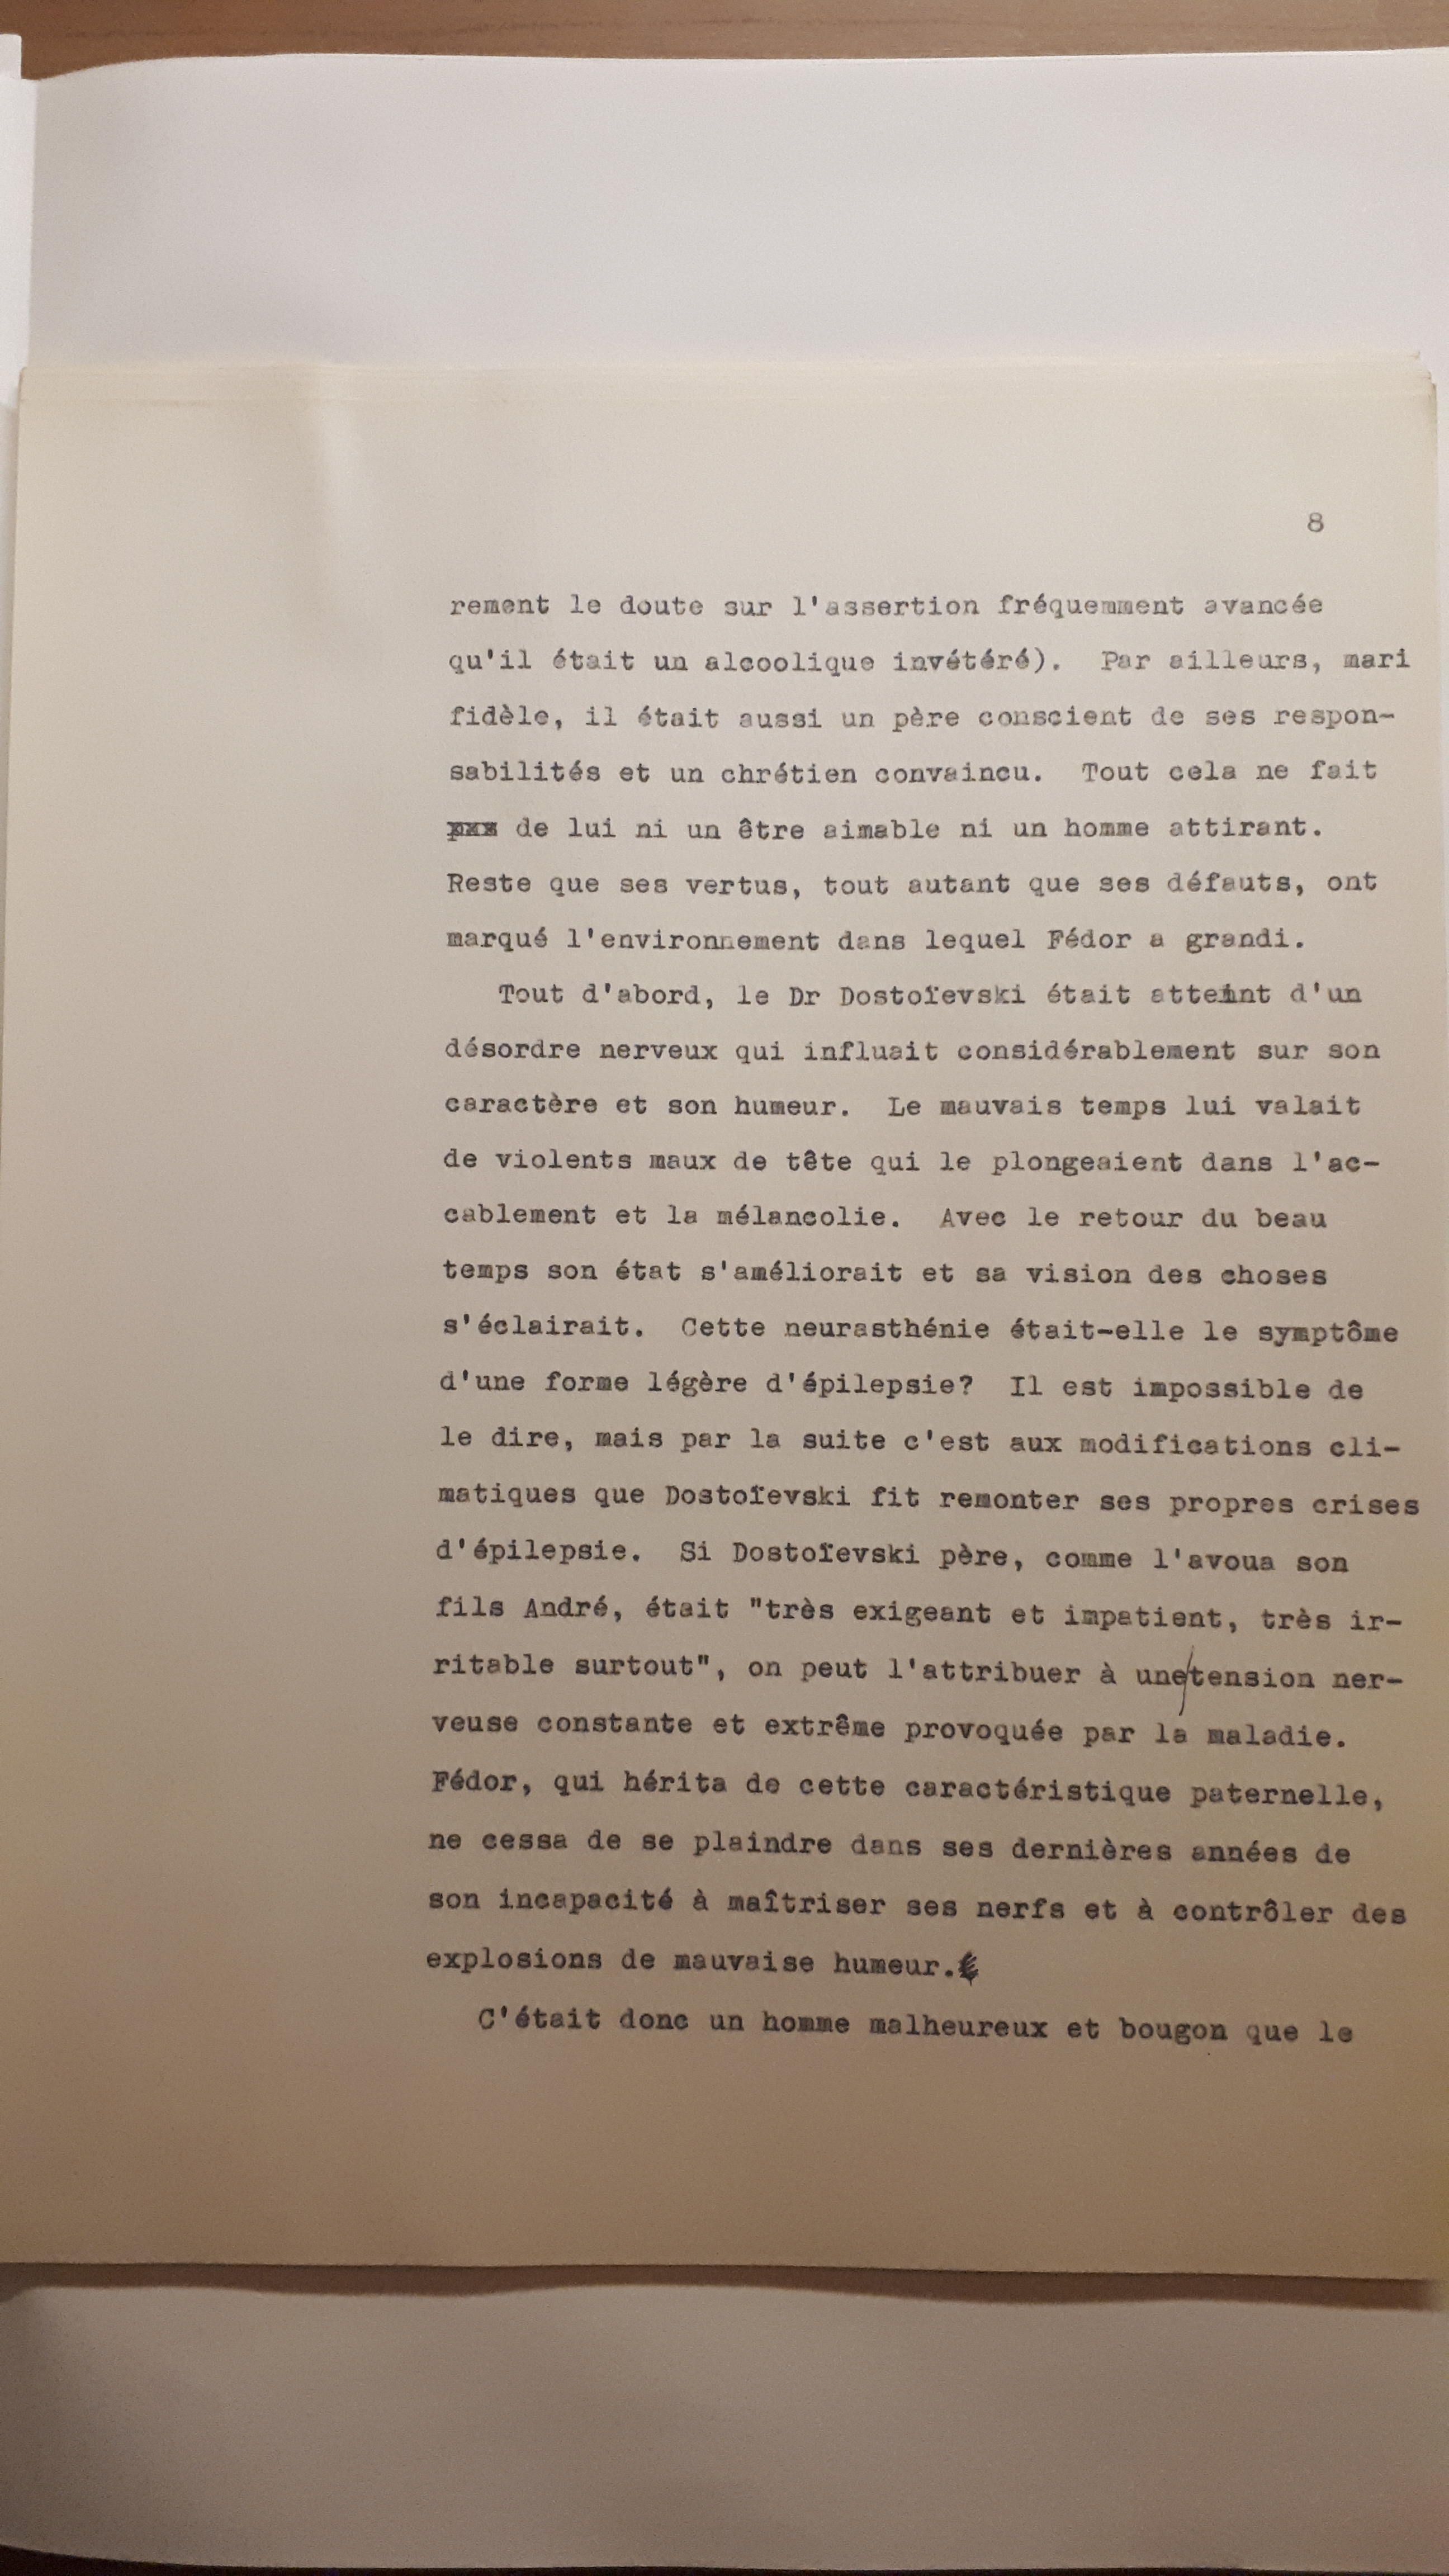 8
rement le doute sur l'assertion fréquemment avancée
qu'il était un alcoolique invétéré). Par ailleurs, mari
fidèle, il était aussi un père conscient de ses respon-
sabilités et un chrétien convaincu. Tout cela ne fait
de lui ni un être aimable ni un homme attirant.
Reste que ses vertus, tout autant que ses défauts, ont
marqué l'environnement dans lequel Fédor a grandi.
Tout d'abord, le Dr Dostoïevski était atteint d'un
désordre nerveux qui influait considérablement sur son
caractère et son humeur. Le mauvais temps lui valait
de violents maux de tête qui le plongeaient dans l'ac-
cablement et la mélancolie. Avec le retour du beau
temps son état s'améliorait et sa vision des choses
s'éclairait. Cette neurasthénie était-elle le symptôme
d'une forme légère d'épilepsie? Il est impossible de
le dire, mais par la suite c'est aux modifications cli-
matiques que Dostoïevski fit remonter ses propres crises
d'épilepsie. Si Dostoïevski père, comme l'avoua son
fils André, était "très exigeant et impatient, très ir-
ritable surtout", on peut l'attribuer à une/tension ner-
veuse constante et extrême provoquée par la maladie.
Fédor, qui hérita de cette caractéristique paternelle,
ne cessa de se plaindre dans ses dernières années de
son incapacité à maîtriser ses nerfs et à contrôler des
explosions de mauvaise humeur.
C'était donc un homme malheureux et bougon que le